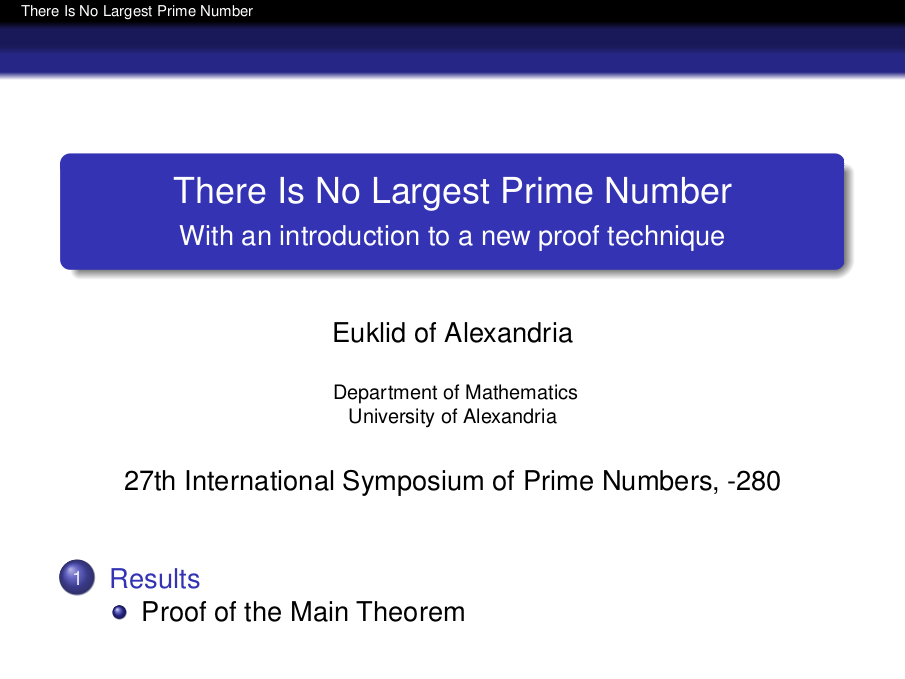 There Is No Largest Prime Number
There Is No Largest Prime Number
With an introduction to a new proof technique
Euklid of Alexandria
Department of Mathematics
University of Alexandria
27th International Symposium of Prime Numbers, -280
1 Results
Proof of the Main Theorem